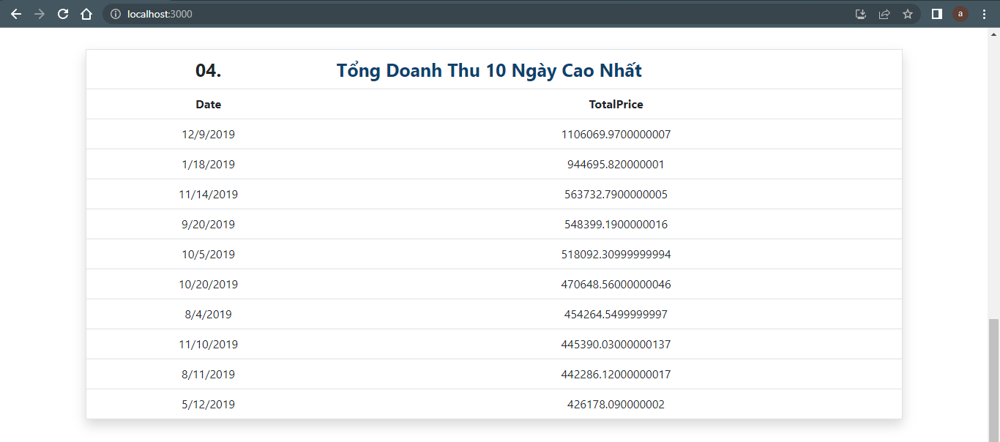 localhost:3000
a
04. Tổng Doanh Thu 10 Ngày Cao Nhất
Date TotalPrice
12/9/2019 1106069.9700000007
1/18/2019 944695.820000001
11/14/2019 563732.7900000005
9/20/2019 548399.1900000016
10/5/2019 518092.30999999994
10/20/2019 470648.56000000046
8/4/2019 454264.5499999997
11/10/2019 445390.03000000137
8/11/2019 442286.12000000017
5/12/2019 426178.090000002